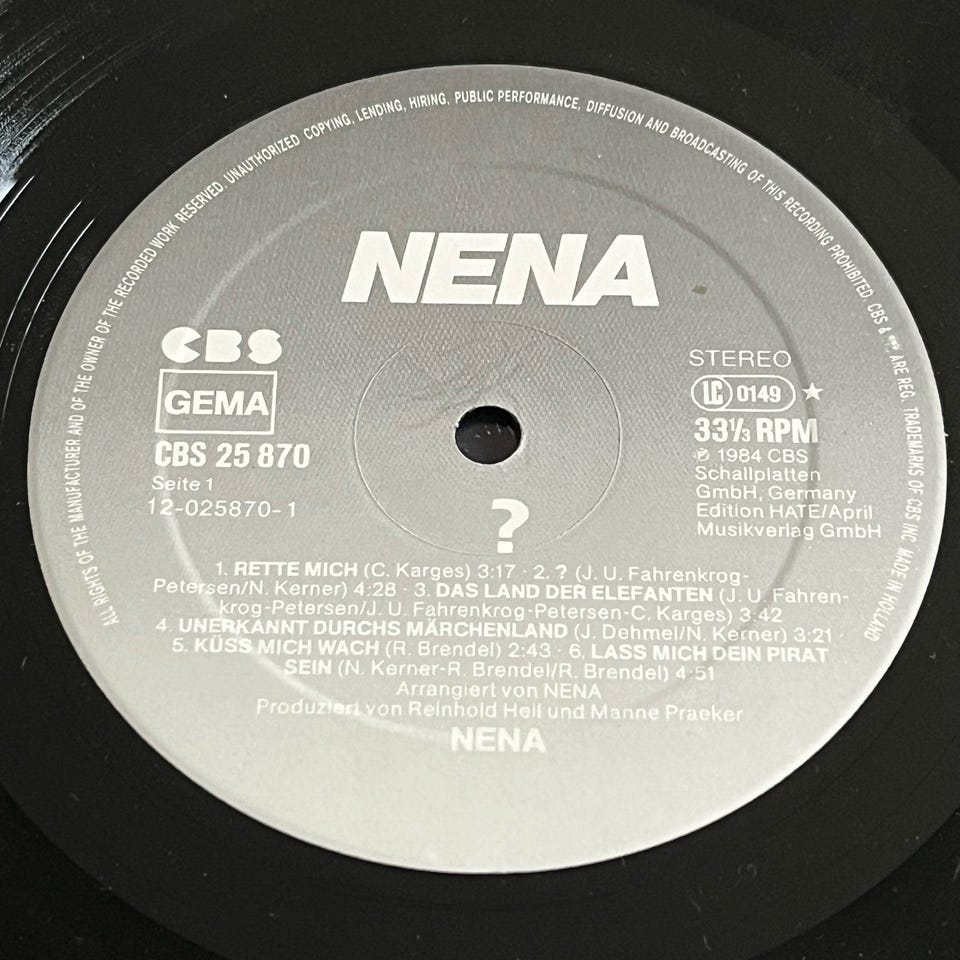 ALL RIGHTS OF THE MANUFACTURER AND OF THE OWNER OF THE RECORDED WORK RESERVED. UNAUTHORIZED COPYING, LENDING, HIRING, PUBLIC PERFORMANCE, DIFFUSION AND BROADCASTING OF THIS RECORDING PROHIBITED. CBS & ARE REG. TRADEMARKS OF CBS INC. MADE IN HOLLAND
NENA
CBS
GEMA
CBS 25 870
Seite 1
12-025870-1
STEREO
LC 0149 ★
33⅓ RPM
℗ 1984 CBS
Schallplatten
GmbH, Germany
Edition HATE/April
Musikverlag GmbH
?
1. RETTE MICH (C. Karges) 3:17 · 2. ? (J. U. Fahrenkrog-
Petersen/N. Kerner) 4:28 · 3. DAS LAND DER ELEFANTEN (J. U. Fahren-
krog-Petersen/J. U. Fahrenkrog-Petersen-C. Karges) 3:42
4. UNERKANNT DURCHS MÄRCHENLAND (J. Dehmel/N. Kerner) 3:21 ·
5. KÜSS MICH WACH (R. Brendel) 2:43 · 6. LASS MICH DEIN PIRAT
SEIN (N. Kerner-R. Brendel/R. Brendel) 4:51
Arrangiert von NENA
Produziert von Reinhold Heil und Manne Praeker
NENA